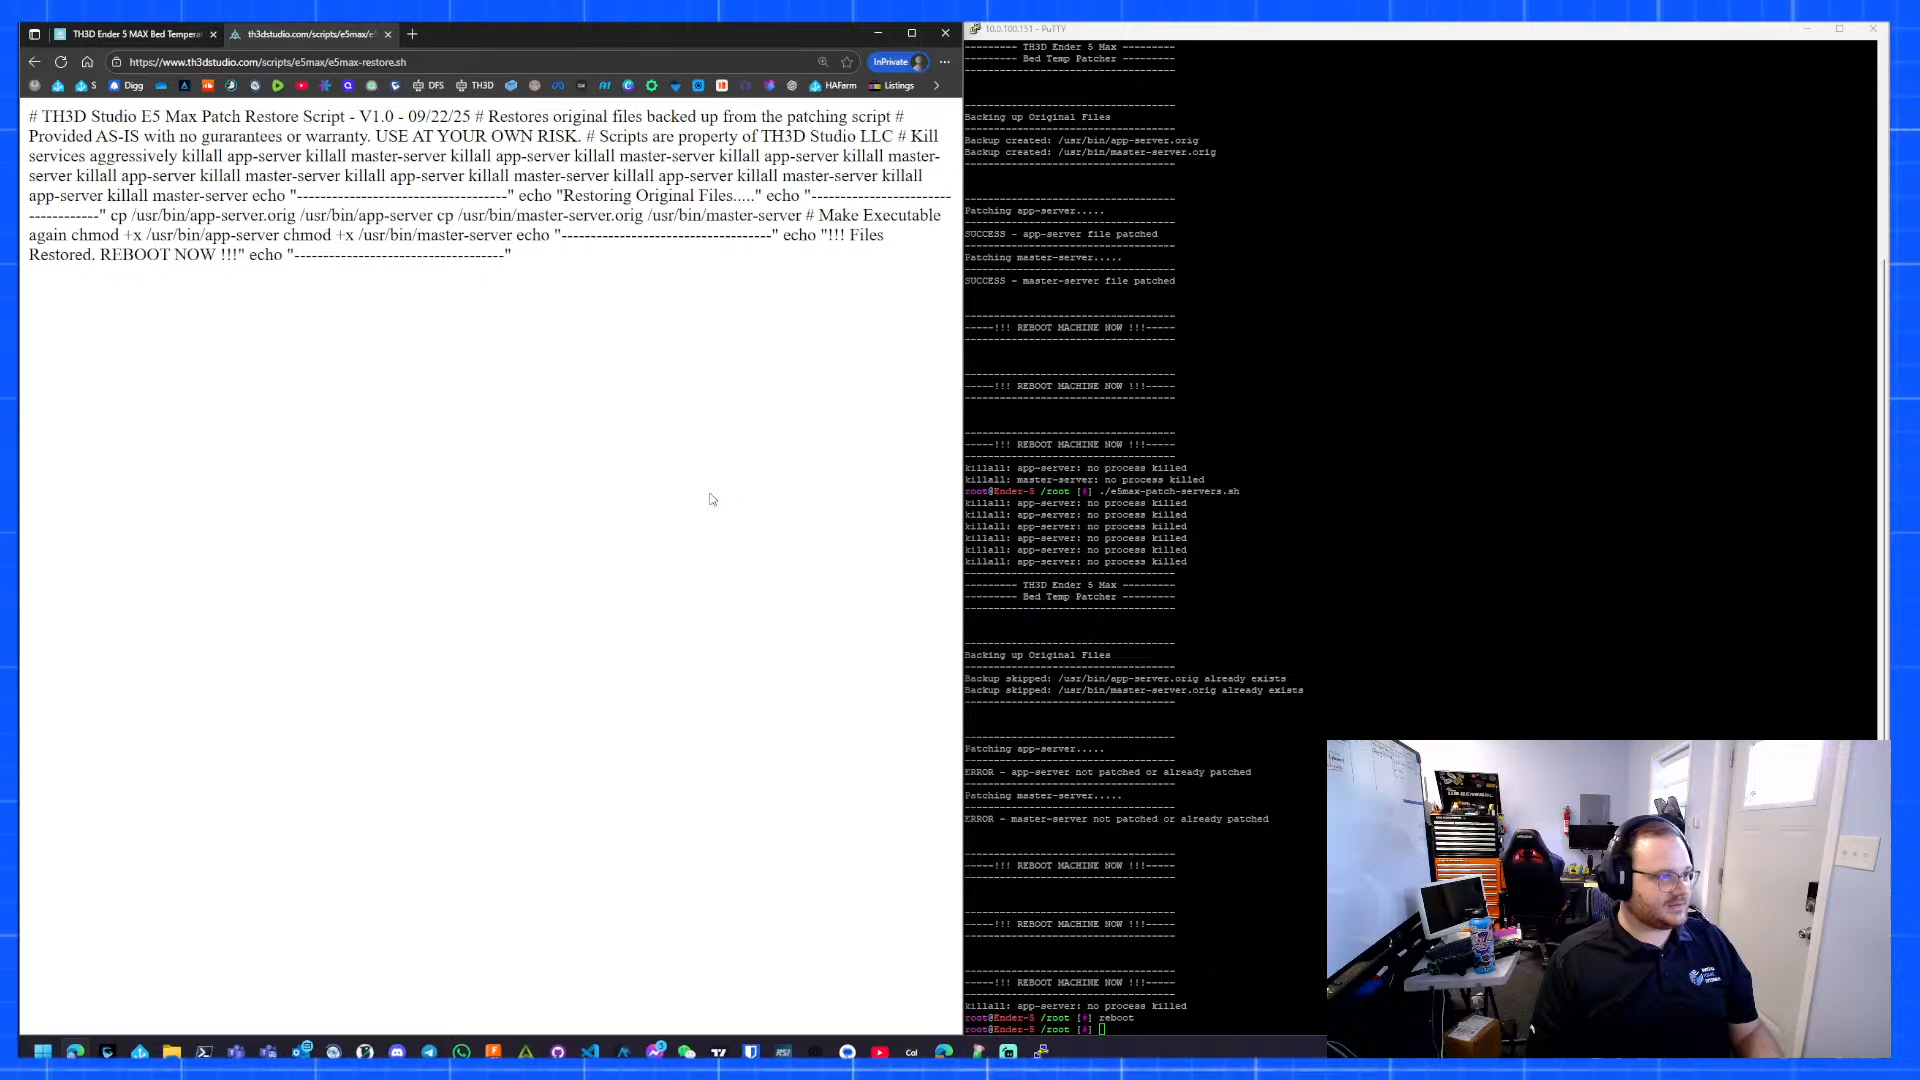 TH3D Ender 5 MAX Bed Tempera
th3dstudio.com/scripts/e5max/e5
https://www.th3dstudio.com/scripts/e5max/e5max-restore.sh
InPrivate
S
Digg
DFS
TH3D
HAFarm
Listings
# TH3D Studio E5 Max Patch Restore Script - V1.0 - 09/22/25 # Restores original files backed up from the patching script #
Provided AS-IS with no gurarantees or warranty. USE AT YOUR OWN RISK. # Scripts are property of TH3D Studio LLC # Kill
services aggressively killall app-server killall master-server killall app-server killall master-server killall app-server killall master-
server killall app-server killall master-server killall app-server killall master-server killall app-server killall master-server killall
app-server killall master-server echo "------------------------------------" echo "Restoring Original Files....." echo "------------------------
------------" cp /usr/bin/app-server.orig /usr/bin/app-server cp /usr/bin/master-server.orig /usr/bin/master-server # Make Executable
again chmod +x /usr/bin/app-server chmod +x /usr/bin/master-server echo "------------------------------------" echo "!!! Files
Restored. REBOOT NOW !!!" echo "------------------------------------"
10.0.100.151 - PuTTY
--------- TH3D Ender 5 Max ---------
--------- Bed Temp Patcher ---------
------------------------------------
------------------------------------
Backing up Original Files
------------------------------------
Backup created: /usr/bin/app-server.orig
Backup created: /usr/bin/master-server.orig
------------------------------------
------------------------------------
Patching app-server.....
------------------------------------
SUCCESS - app-server file patched
------------------------------------
Patching master-server.....
------------------------------------
SUCCESS - master-server file patched
------------------------------------
-----!!! REBOOT MACHINE NOW !!!-----
------------------------------------
------------------------------------
-----!!! REBOOT MACHINE NOW !!!-----
------------------------------------
------------------------------------
-----!!! REBOOT MACHINE NOW !!!-----
------------------------------------
killall: app-server: no process killed
killall: master-server: no process killed
root@Ender-5 /root [#] ./e5max-patch-servers.sh
killall: app-server: no process killed
killall: app-server: no process killed
killall: app-server: no process killed
killall: app-server: no process killed
killall: app-server: no process killed
killall: app-server: no process killed
------------------------------------
--------- TH3D Ender 5 Max ---------
--------- Bed Temp Patcher ---------
------------------------------------
------------------------------------
Backing up Original Files
------------------------------------
Backup skipped: /usr/bin/app-server.orig already exists
Backup skipped: /usr/bin/master-server.orig already exists
------------------------------------
------------------------------------
Patching app-server.....
------------------------------------
ERROR - app-server not patched or already patched
------------------------------------
Patching master-server.....
------------------------------------
ERROR - master-server not patched or already patched
------------------------------------
-----!!! REBOOT MACHINE NOW !!!-----
------------------------------------
------------------------------------
-----!!! REBOOT MACHINE NOW !!!-----
------------------------------------
------------------------------------
-----!!! REBOOT MACHINE NOW !!!-----
------------------------------------
killall: app-server: no process killed
root@Ender-5 /root [#] reboot
root@Ender-5 /root [#]